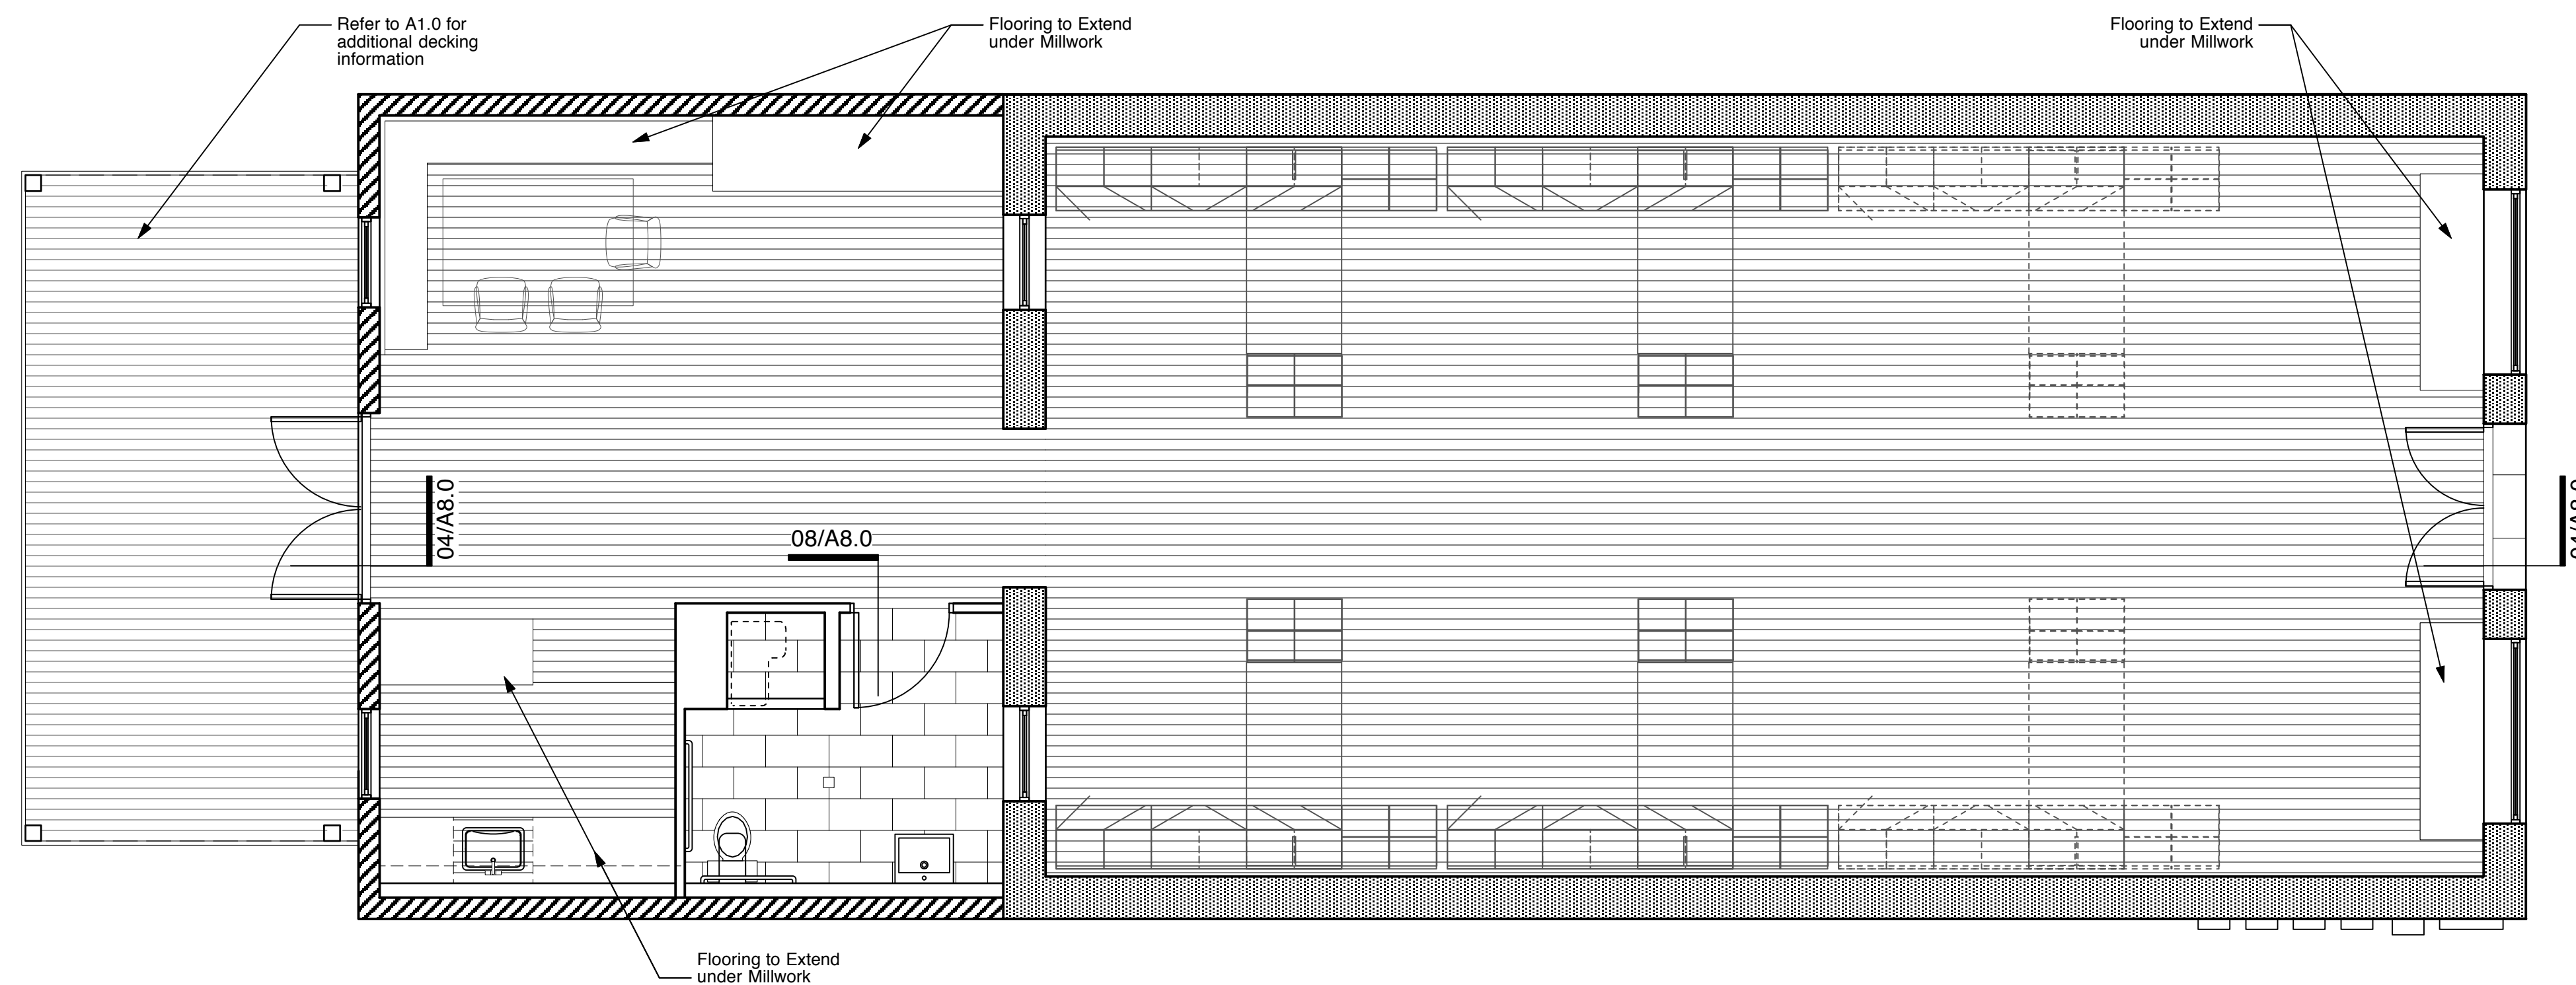 Refer to A1.0 for
additional decking
information
Flooring to Extend
under Millwork
Flooring to Extend
under Millwork
04/A8.0
08/A8.0
Flooring to Extend
under Millwork